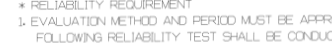 * RELIABILITY REQUIREMENT
1. EVALUATION METHOD AND PERIOD MUST BE APPR
FOLLOWING RELIABILITY TEST SHALL BE CONDUC